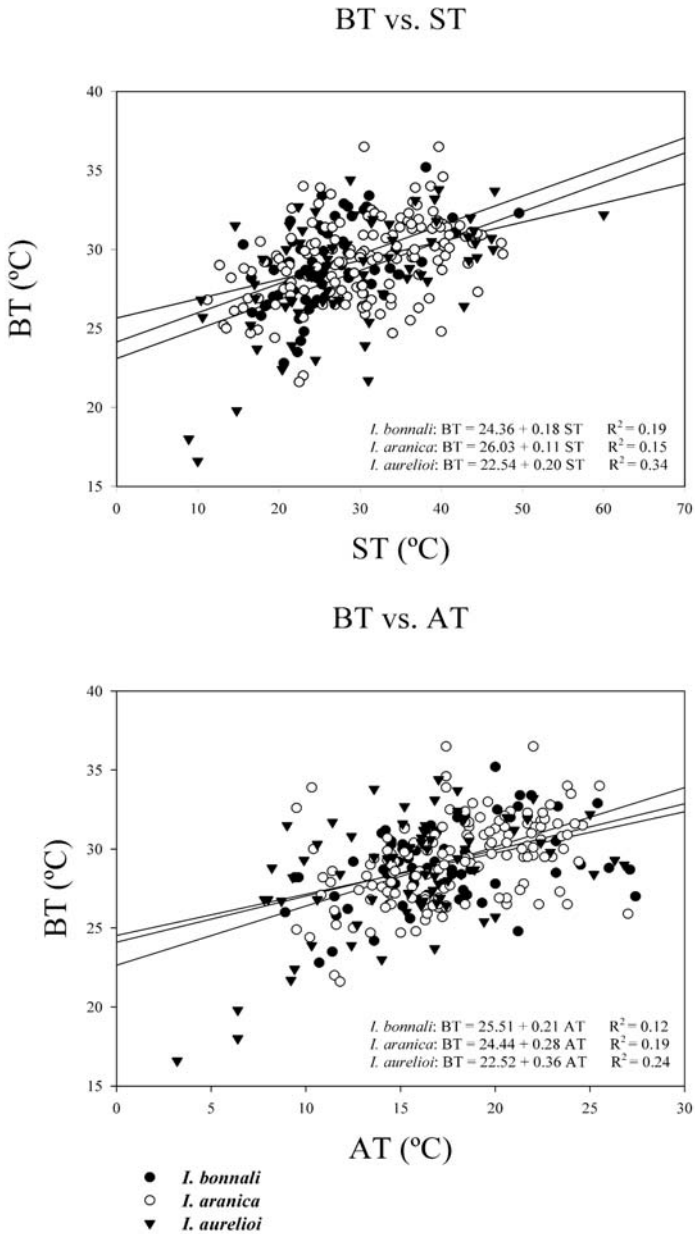 BT vs. ST
40
35
30
25
20
15
BT (ºC)
I. bonnali: BT = 24.36 + 0.18 ST R² = 0.19
I. aranica: BT = 26.03 + 0.11 ST R² = 0.15
I. aurelioi: BT = 22.54 + 0.20 ST R² = 0.34
0 10 20 30 40 50 60 70
ST (ºC)
BT vs. AT
40
35
30
25
20
15
BT (ºC)
I. bonnali: BT = 25.51 + 0.21 AT R² = 0.12
I. aranica: BT = 24.44 + 0.28 AT R² = 0.19
I. aurelioi: BT = 22.52 + 0.36 AT R² = 0.24
0 5 10 15 20 25 30
AT (ºC)
I. bonnali
I. aranica
I. aurelioi